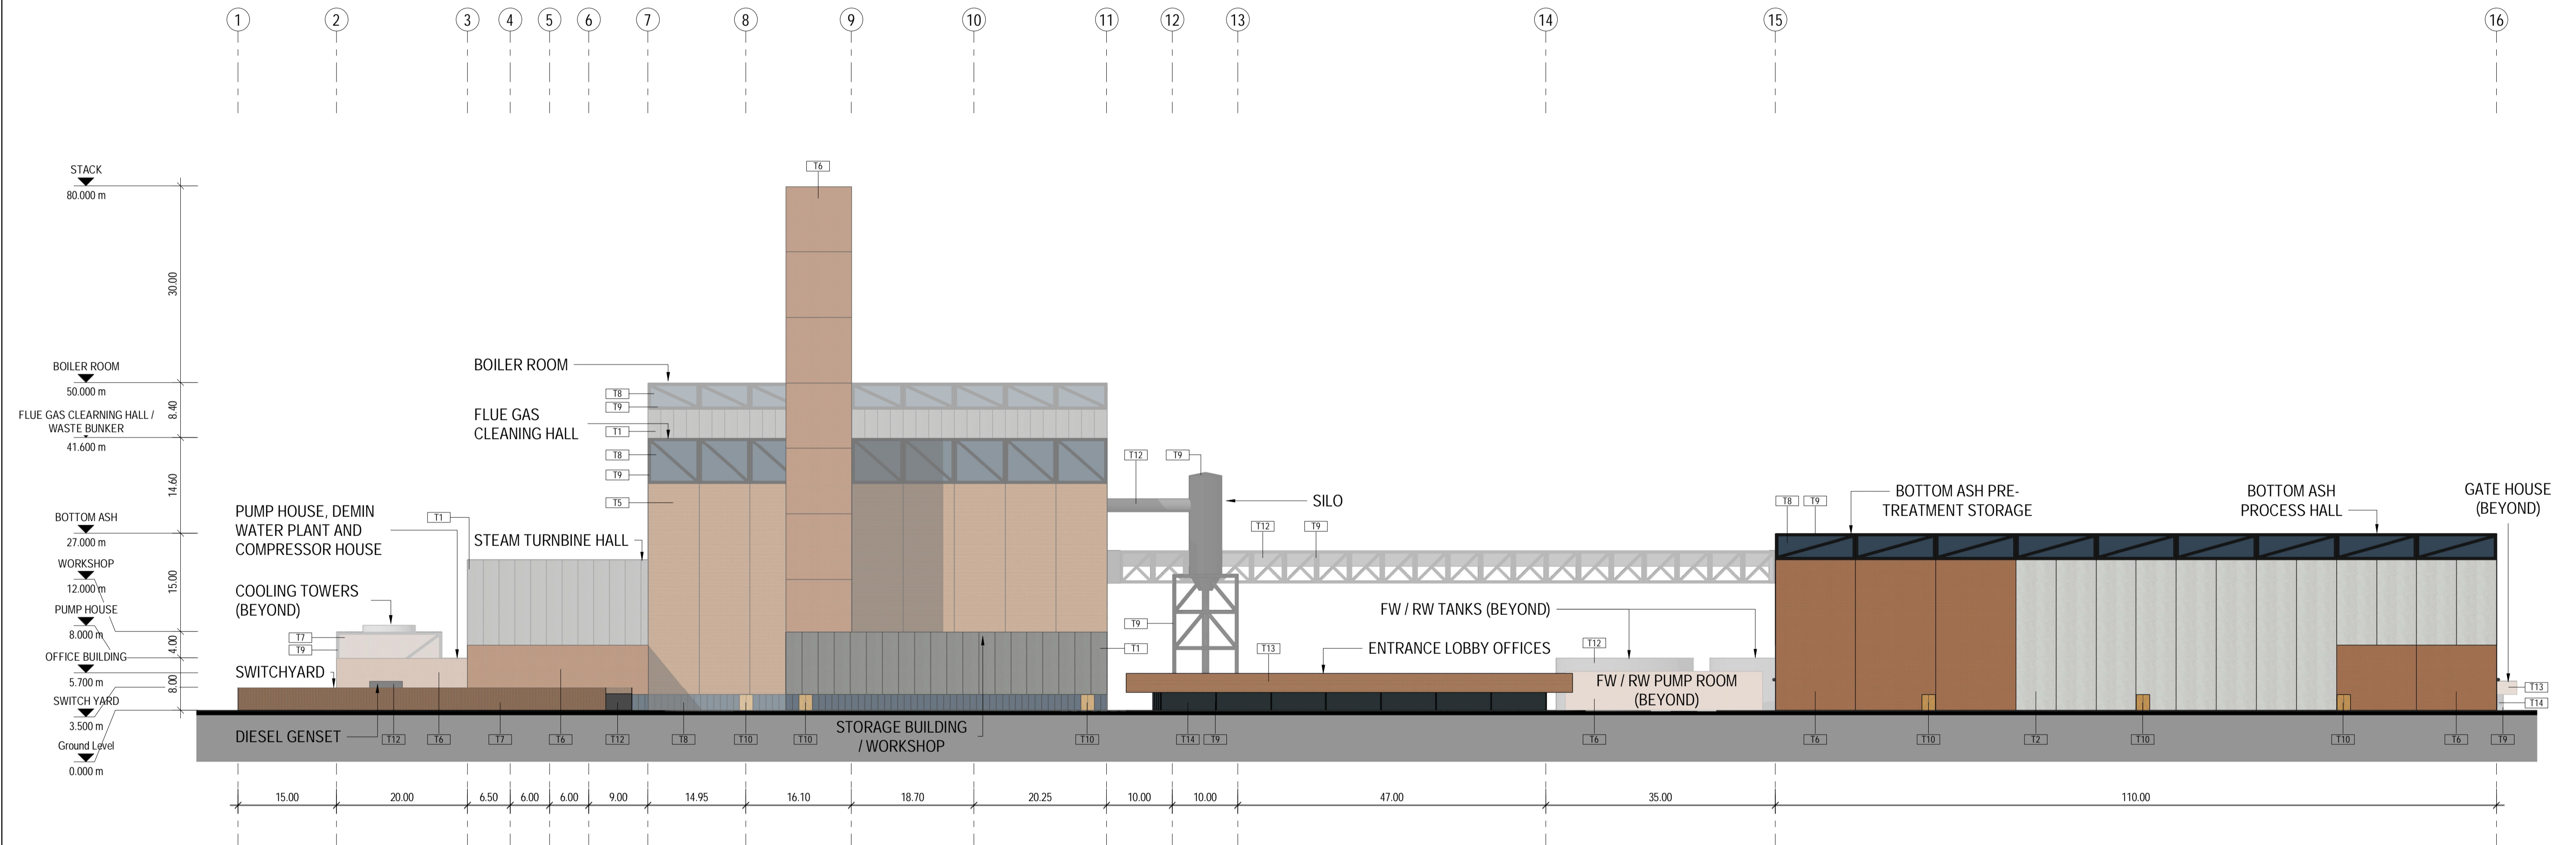 1 2 3 4 5 6 7 8 9 10 11 12 13 14 15 16
STACK
80.000 m
30.00
BOILER ROOM
50.000 m
8.40
FLUE GAS CLEARNING HALL /
WASTE BUNKER
41.600 m
14.60
BOTTOM ASH
27.000 m
15.00
WORKSHOP
12.000 m
4.00
PUMP HOUSE
8.000 m
8.00
OFFICE BUILDING
5.700 m
SWITCH YARD
3.500 m
Ground Level
0.000 m
T6
BOILER ROOM
T8
T9
FLUE GAS
CLEANING HALL
T1
T8
T9
T5
PUMP HOUSE, DEMIN
WATER PLANT AND
COMPRESSOR HOUSE
T1
STEAM TURNBINE HALL
COOLING TOWERS
(BEYOND)
T7
T9
SWITCHYARD
DIESEL GENSET
T12 T6 T7 T6 T12 T8 T10 T10
STORAGE BUILDING
/ WORKSHOP
T10
T1
T12 T9
SILO
T12 T9
T9
T13
ENTRANCE LOBBY OFFICES
FW / RW TANKS (BEYOND)
T12
FW / RW PUMP ROOM
(BEYOND)
T14 T9 T6
T8 T9
BOTTOM ASH PRE-
TREATMENT STORAGE
BOTTOM ASH
PROCESS HALL
GATE HOUSE
(BEYOND)
T13
T14
T6 T10 T2 T10 T10 T6 T9
15.00 20.00 6.50 6.00 6.00 9.00 14.95 16.10 18.70 20.25 10.00 10.00 47.00 35.00 110.00